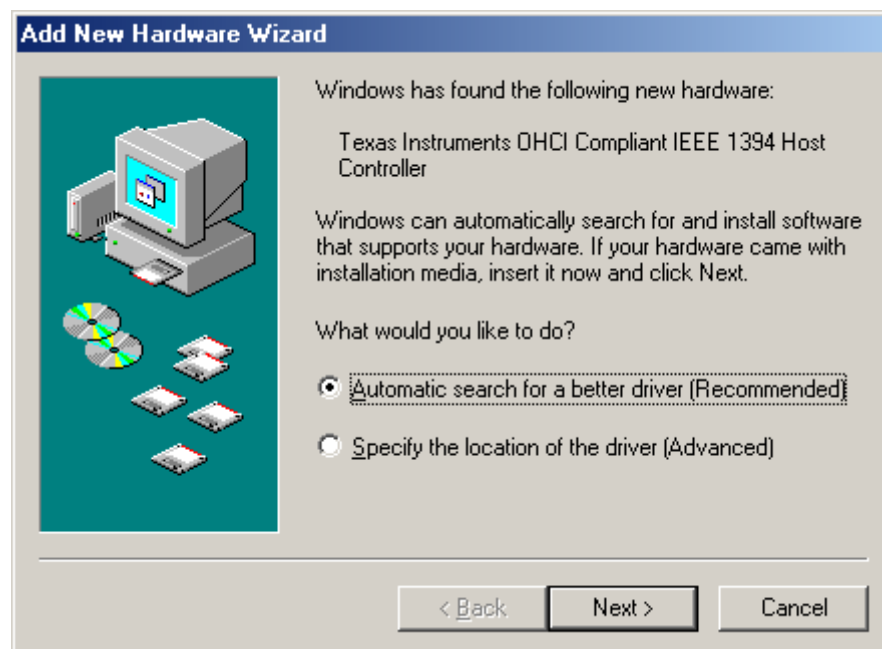 Add New Hardware Wizard
Windows has found the following new hardware:
Texas Instruments OHCI Compliant IEEE 1394 Host
Controller
Windows can automatically search for and install software
that supports your hardware. If your hardware came with
installation media, insert it now and click Next.
What would you like to do?
Automatic search for a better driver (Recommended)
Specify the location of the driver (Advanced)
< Back
Next >
Cancel